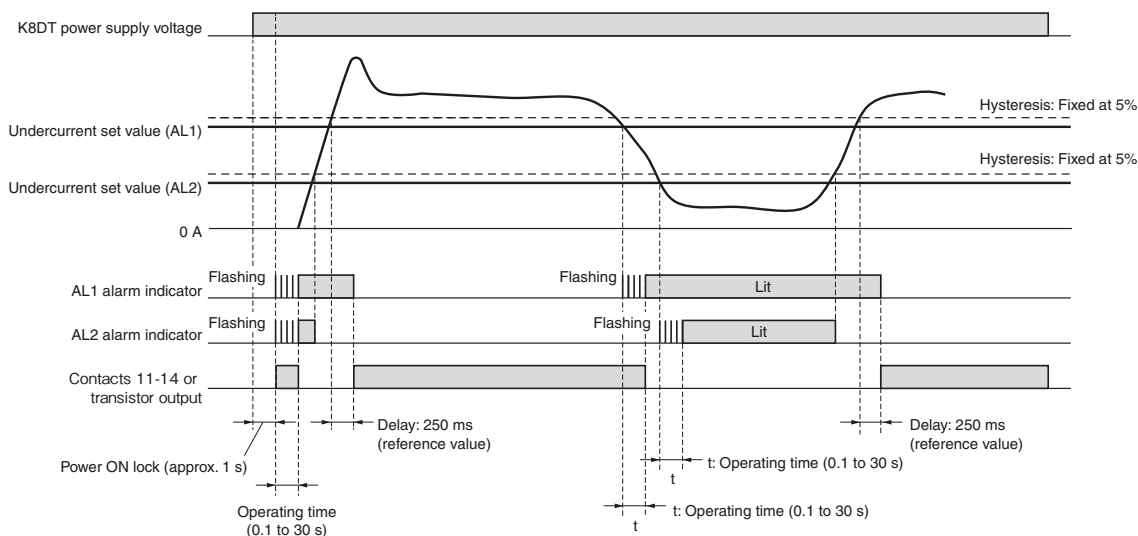 K8DT power supply voltage
Hysteresis: Fixed at 5%
Undercurrent set value (AL1)
Hysteresis: Fixed at 5%
Undercurrent set value (AL2)
0 A
Flashing
Flashing
AL1 alarm indicator
Lit
Flashing
Flashing
AL2 alarm indicator
Lit
Contacts 11-14 or
transistor output
Delay: 250 ms
(reference value)
Delay: 250 ms
(reference value)
Power ON lock (approx. 1 s)
t: Operating time (0.1 to 30 s)
t
Operating time
(0.1 to 30 s)
t: Operating time (0.1 to 30 s)
t